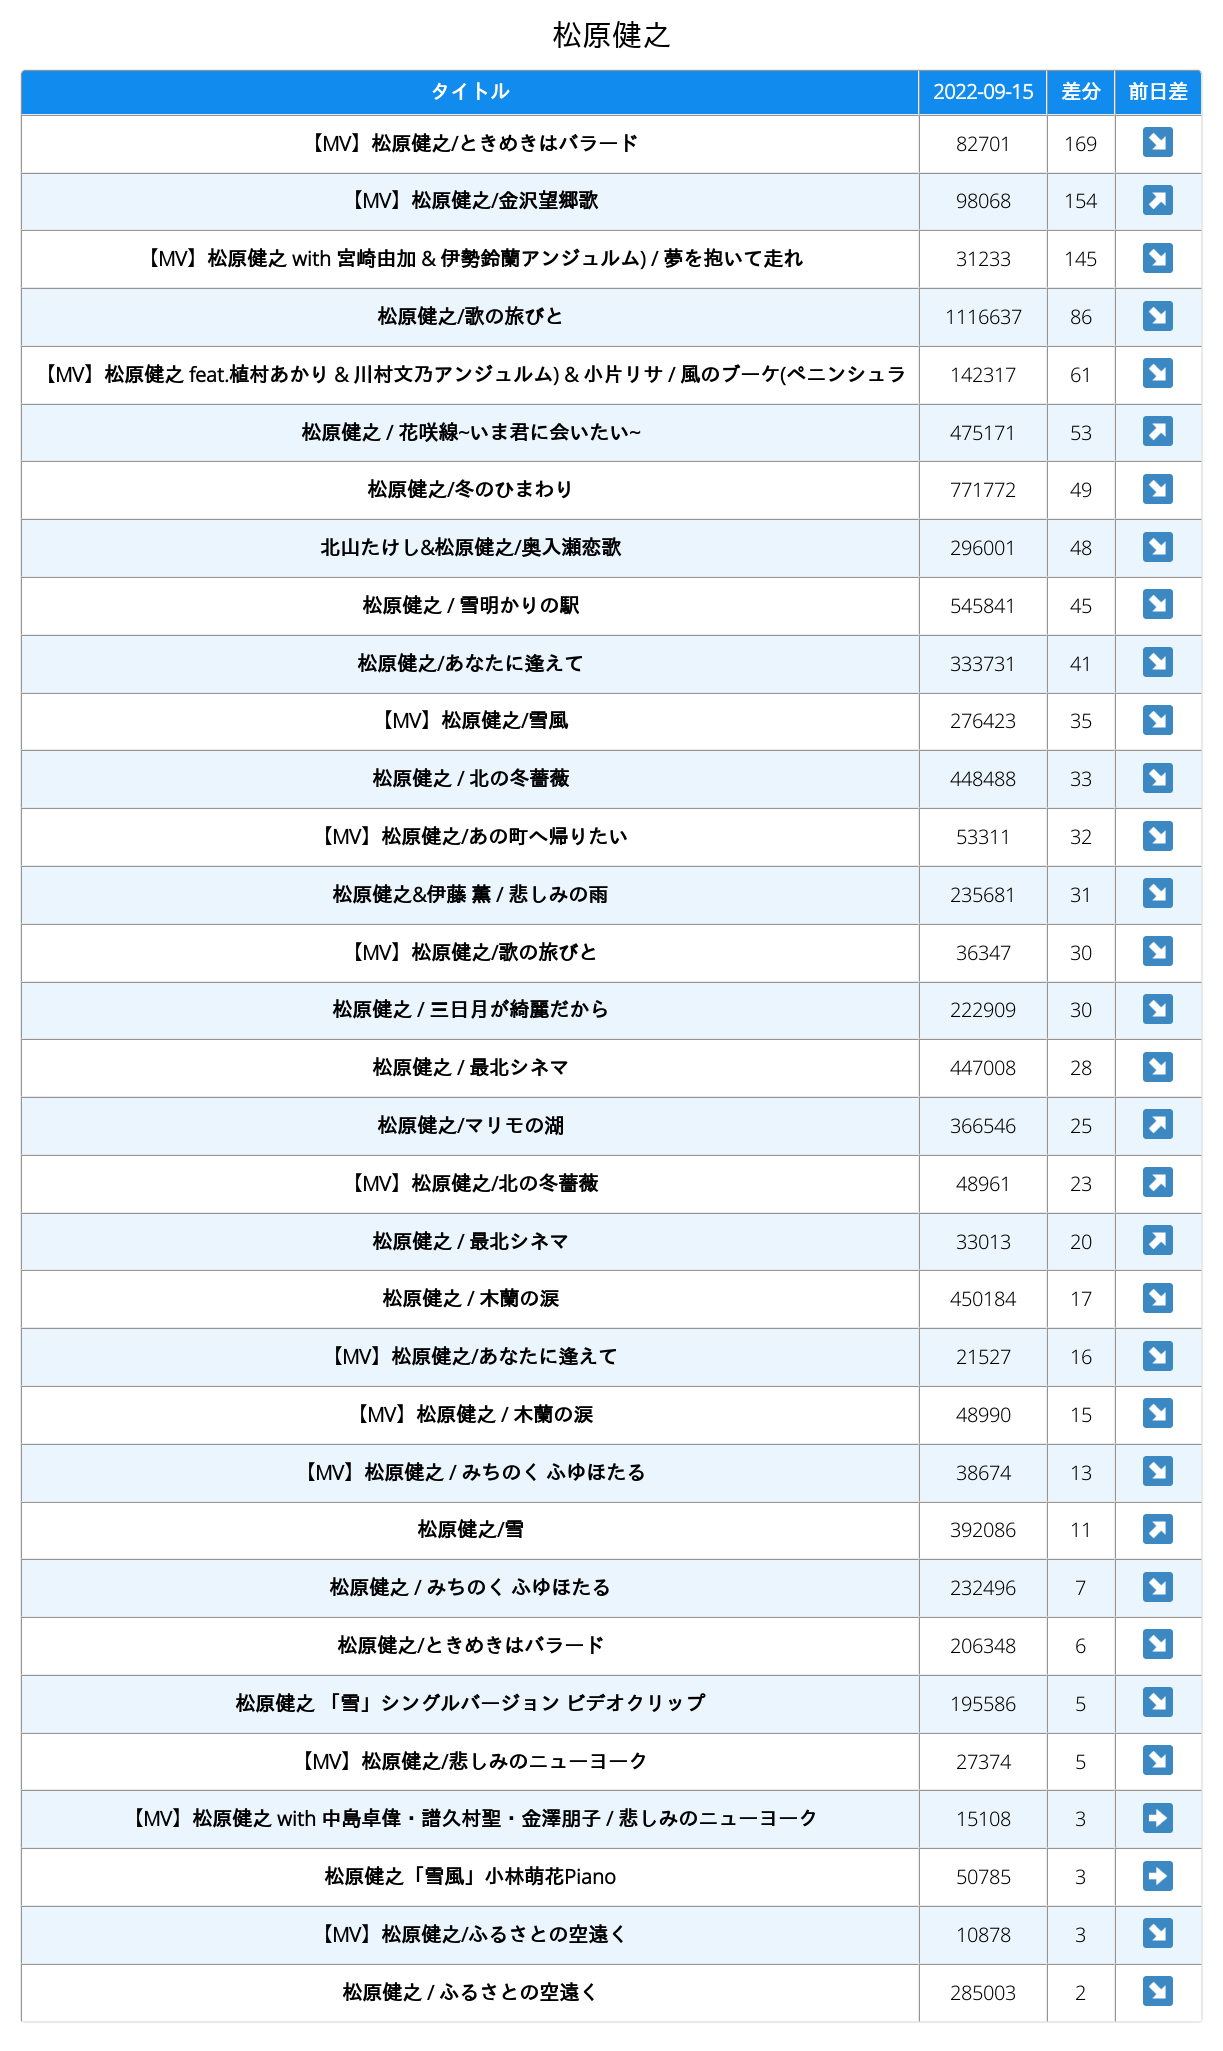 松原健之
タイトル 2022-09-15 差分 前日差
【MV】松原健之/ときめきはバラード 82701 169 ↘
【MV】松原健之/金沢望郷歌 98068 154 ↗
【MV】松原健之 with 宮崎由加 & 伊勢鈴蘭アンジュルム) / 夢を抱いて走れ 31233 145 ↘
松原健之/歌の旅びと 1116637 86 ↘
【MV】松原健之 feat.植村あかり & 川村文乃アンジュルム) & 小片リサ / 風のブーケ(ペニンシュラ 142317 61 ↘
松原健之 / 花咲線~いま君に会いたい~ 475171 53 ↗
松原健之/冬のひまわり 771772 49 ↘
北山たけし&松原健之/奥入瀬恋歌 296001 48 ↘
松原健之 / 雪明かりの駅 545841 45 ↘
松原健之/あなたに逢えて 333731 41 ↘
【MV】松原健之/雪風 276423 35 ↘
松原健之 / 北の冬薔薇 448488 33 ↘
【MV】松原健之/あの町へ帰りたい 53311 32 ↘
松原健之&伊藤 薫 / 悲しみの雨 235681 31 ↘
【MV】松原健之/歌の旅びと 36347 30 ↘
松原健之 / 三日月が綺麗だから 222909 30 ↘
松原健之 / 最北シネマ 447008 28 ↘
松原健之/マリモの湖 366546 25 ↗
【MV】松原健之/北の冬薔薇 48961 23 ↗
松原健之 / 最北シネマ 33013 20 ↗
松原健之 / 木蘭の涙 450184 17 ↘
【MV】松原健之/あなたに逢えて 21527 16 ↘
【MV】松原健之 / 木蘭の涙 48990 15 ↘
【MV】松原健之 / みちのく ふゆほたる 38674 13 ↘
松原健之/雪 392086 11 ↗
松原健之 / みちのく ふゆほたる 232496 7 ↘
松原健之/ときめきはバラード 206348 6 ↘
松原健之 「雪」シングルバージョン ビデオクリップ 195586 5 ↘
【MV】松原健之/悲しみのニューヨーク 27374 5 ↘
【MV】松原健之 with 中島卓偉・譜久村聖・金澤朋子 / 悲しみのニューヨーク 15108 3 ➡
松原健之「雪風」小林萌花Piano 50785 3 ➡
【MV】松原健之/ふるさとの空遠く 10878 3 ↘
松原健之 / ふるさとの空遠く 285003 2 ↘